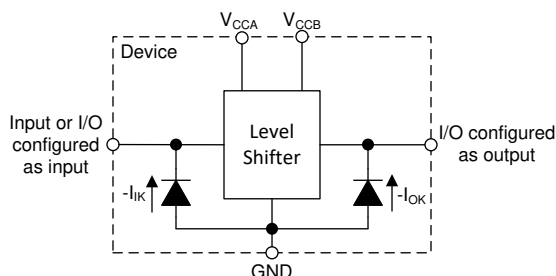 V_CCA V_CCB
Device
Input or I/O
configured
as input
Level
Shifter
I/O configured
as output
-I_IK
-I_OK
GND